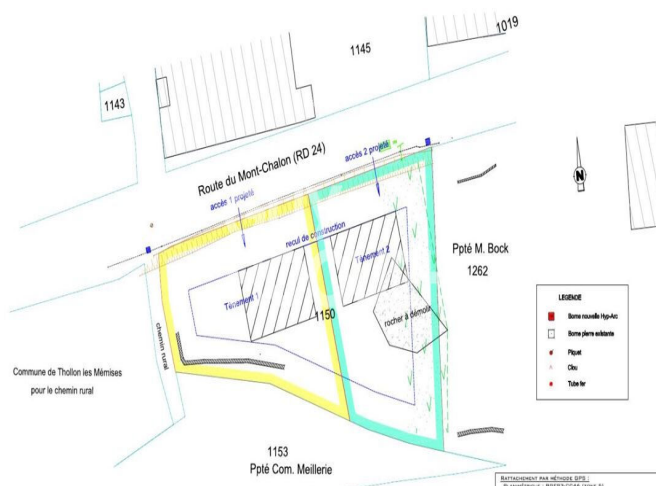 1019
1145
1143
Route du Mont-Chalon (RD 24)
accès 2 projeté
accès 1 projeté
recul de construction
Ppté M. Bock
1262
Tènement 2
Tènement 1
1150
rocher à démolir
chemin rural
Commune de Thollon les Mémises
pour le chemin rural
1153
Ppté Com. Meillerie
N
LEGENDE
Borne nouvelle Hyp-Arc
Borne pierre existante
Piquet
Clou
Tube fer
RATTACHEMENT PAR MÉTHODE GPS :